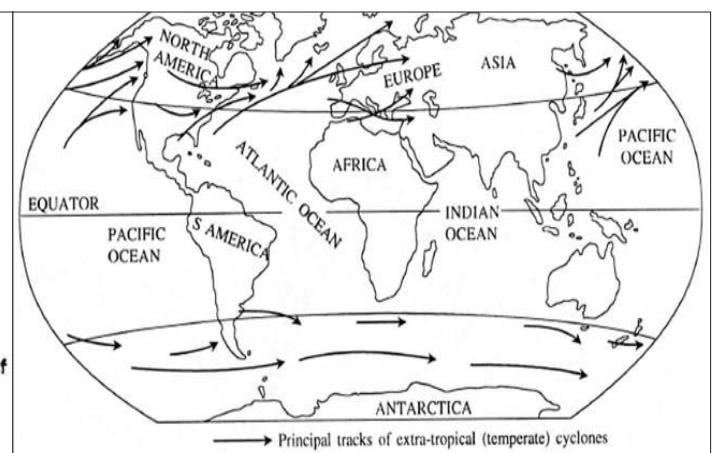 NORTH
AMERIC
EUROPE
ASIA
PACIFIC
OCEAN
ATLANTIC OCEAN
AFRICA
EQUATOR
PACIFIC
OCEAN
S AMERICA
INDIAN
OCEAN
f
ANTARCTICA
Principal tracks of extra-tropical (temperate) cyclones